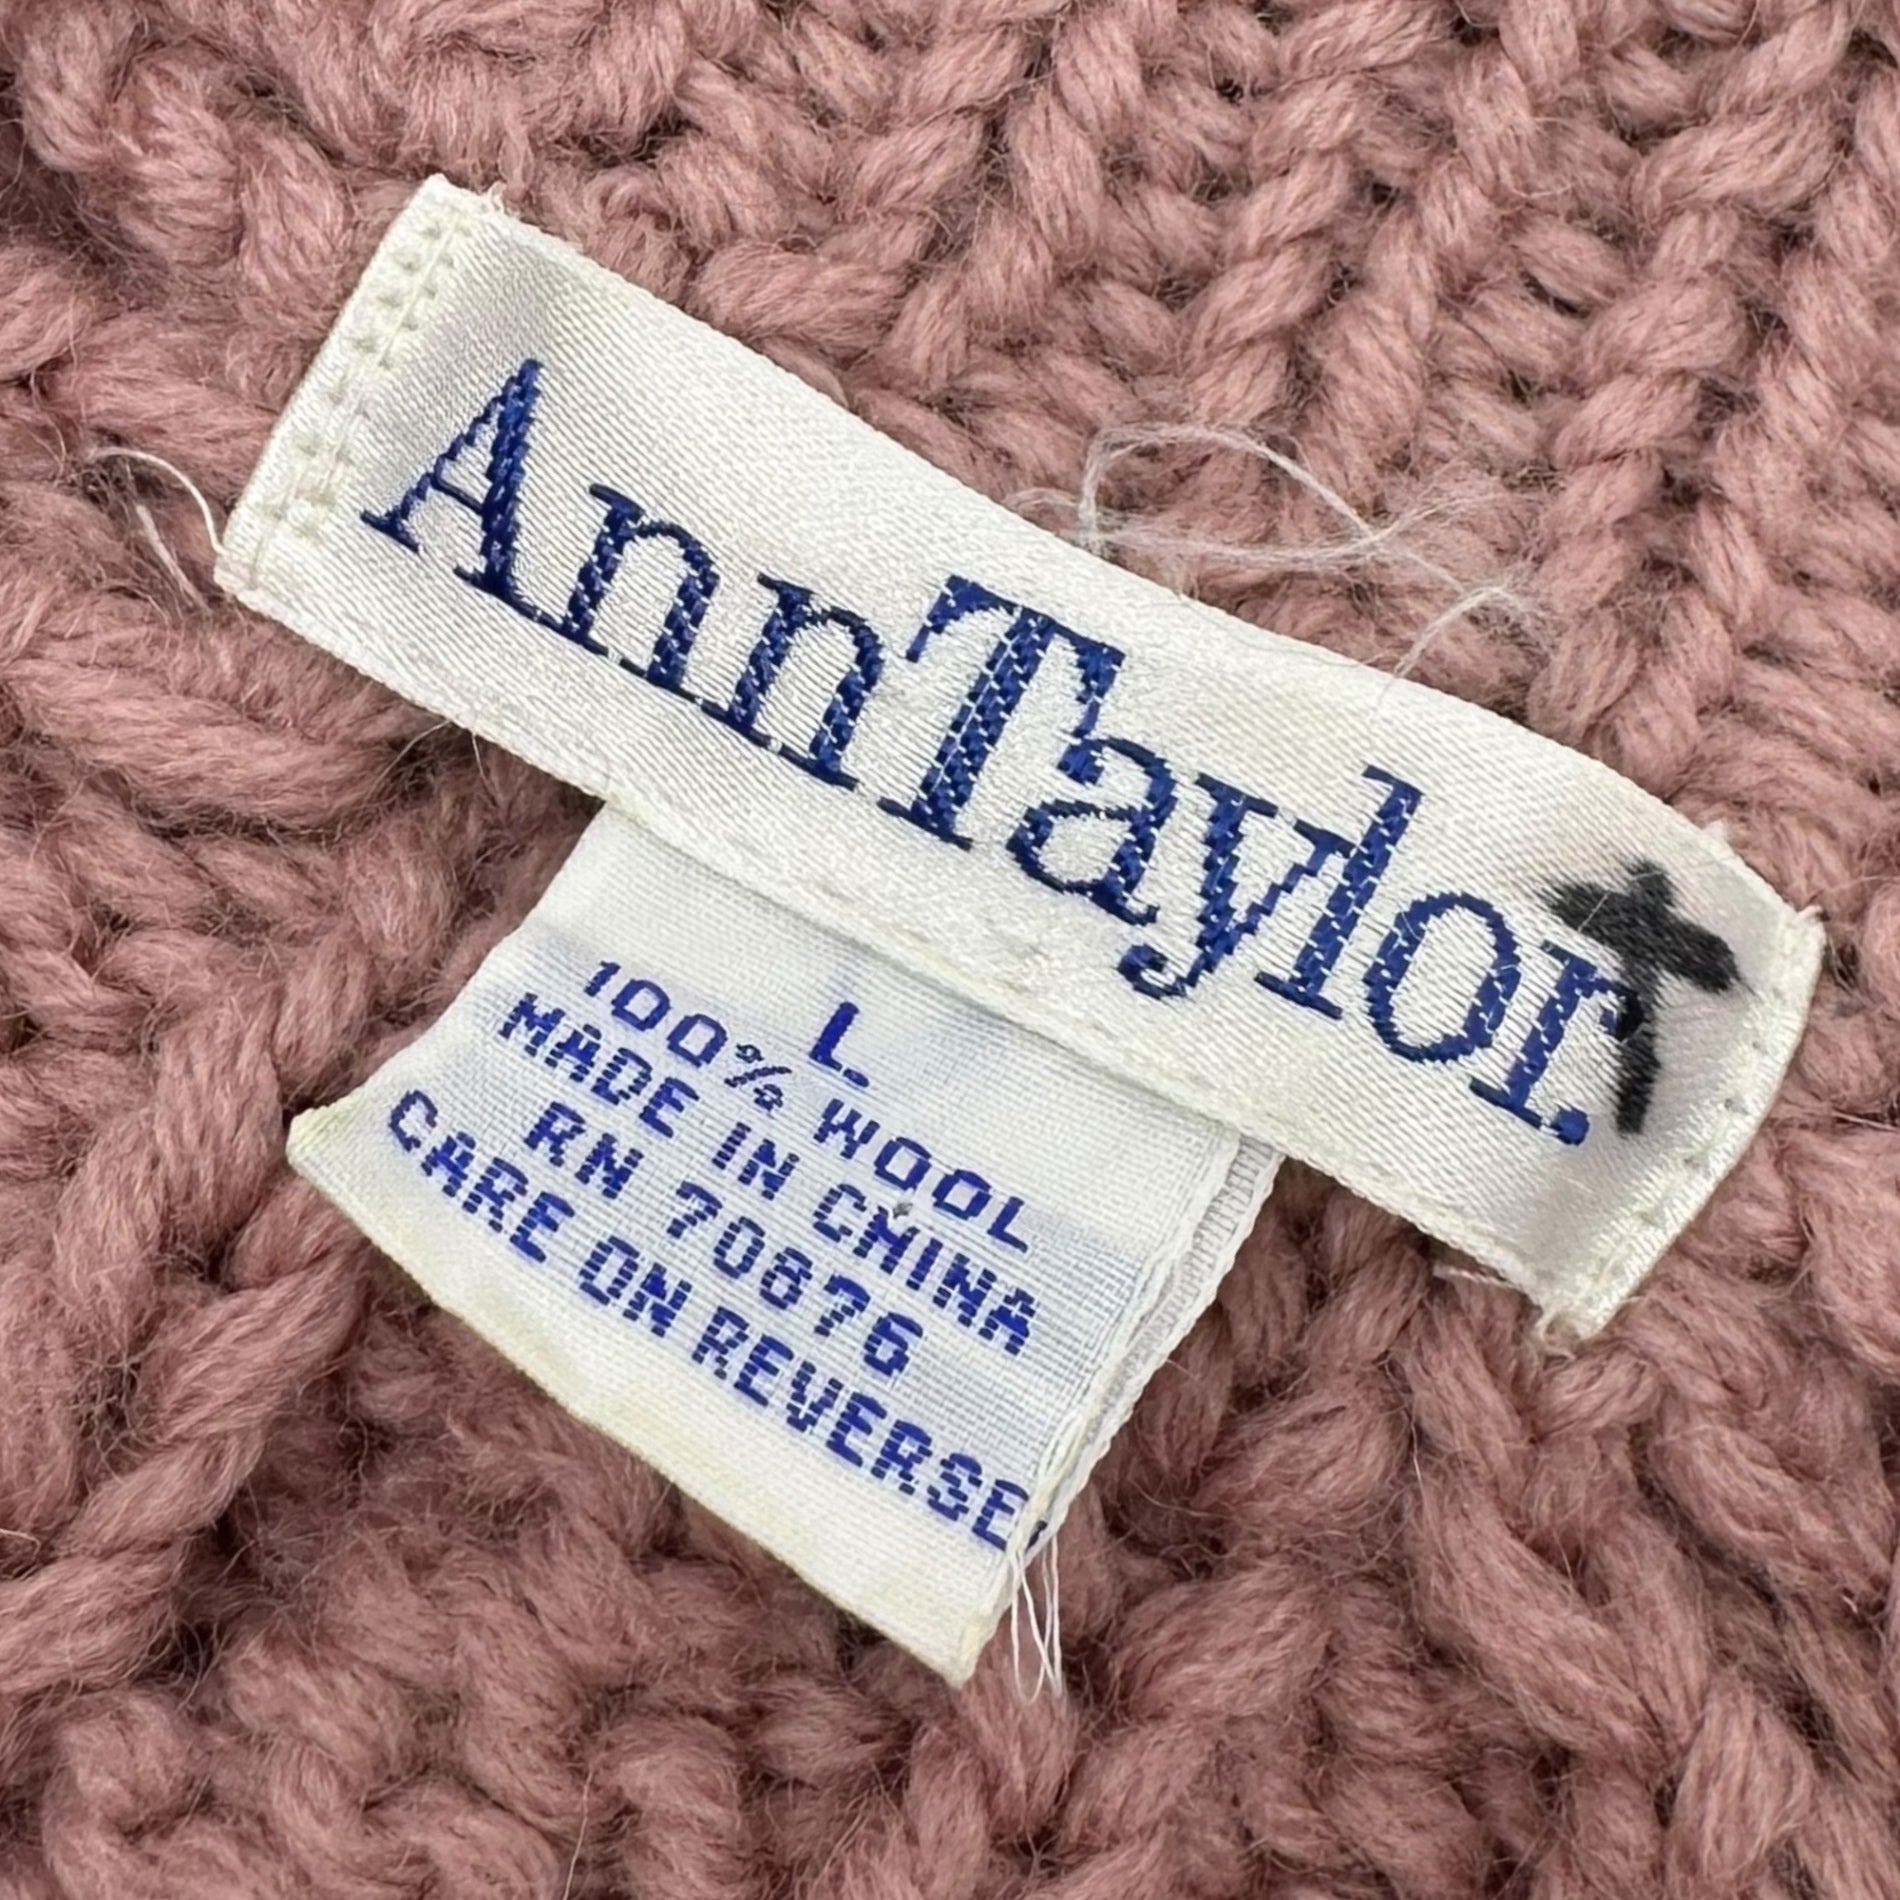 AnnTaylor.
L
100% WOOL
MADE IN CHINA
RN 70876
CARE ON REVERSE